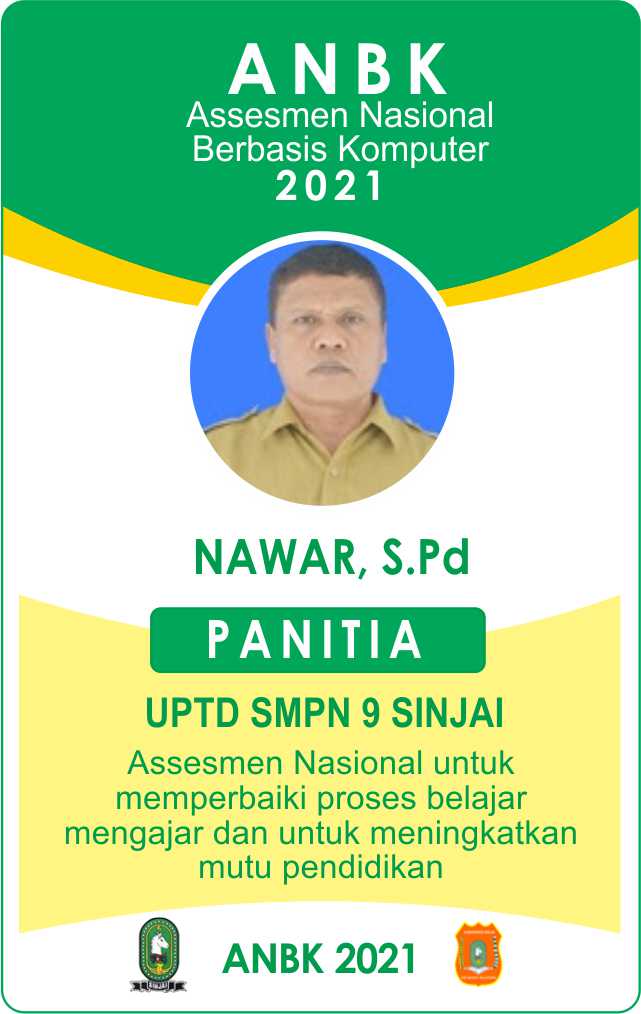 ANBK
Assesmen Nasional
Berbasis Komputer
2021
NAWAR, S.Pd
PANITIA
UPTD SMPN 9 SINJAI
Assesmen Nasional untuk
memperbaiki proses belajar
mengajar dan untuk meningkatkan
mutu pendidikan
SINJAI
ANBK 2021